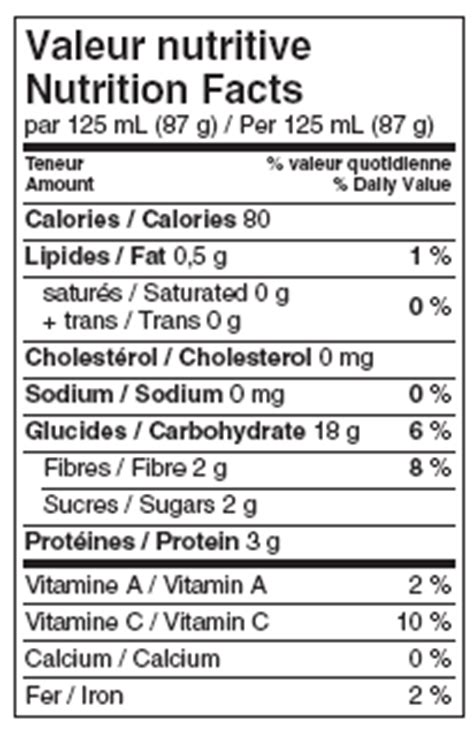 Valeur nutritive
Nutrition Facts
par 125 mL (87 g) / Per 125 mL (87 g)
Teneur % valeur quotidienne
Amount % Daily Value
Calories / Calories 80
Lipides / Fat 0,5 g 1 %
saturés / Saturated 0 g
+ trans / Trans 0 g 0 %
Cholestérol / Cholesterol 0 mg
Sodium / Sodium 0 mg 0 %
Glucides / Carbohydrate 18 g 6 %
Fibres / Fibre 2 g 8 %
Sucres / Sugars 2 g
Protéines / Protein 3 g
Vitamine A / Vitamin A 2 %
Vitamine C / Vitamin C 10 %
Calcium / Calcium 0 %
Fer / Iron 2 %